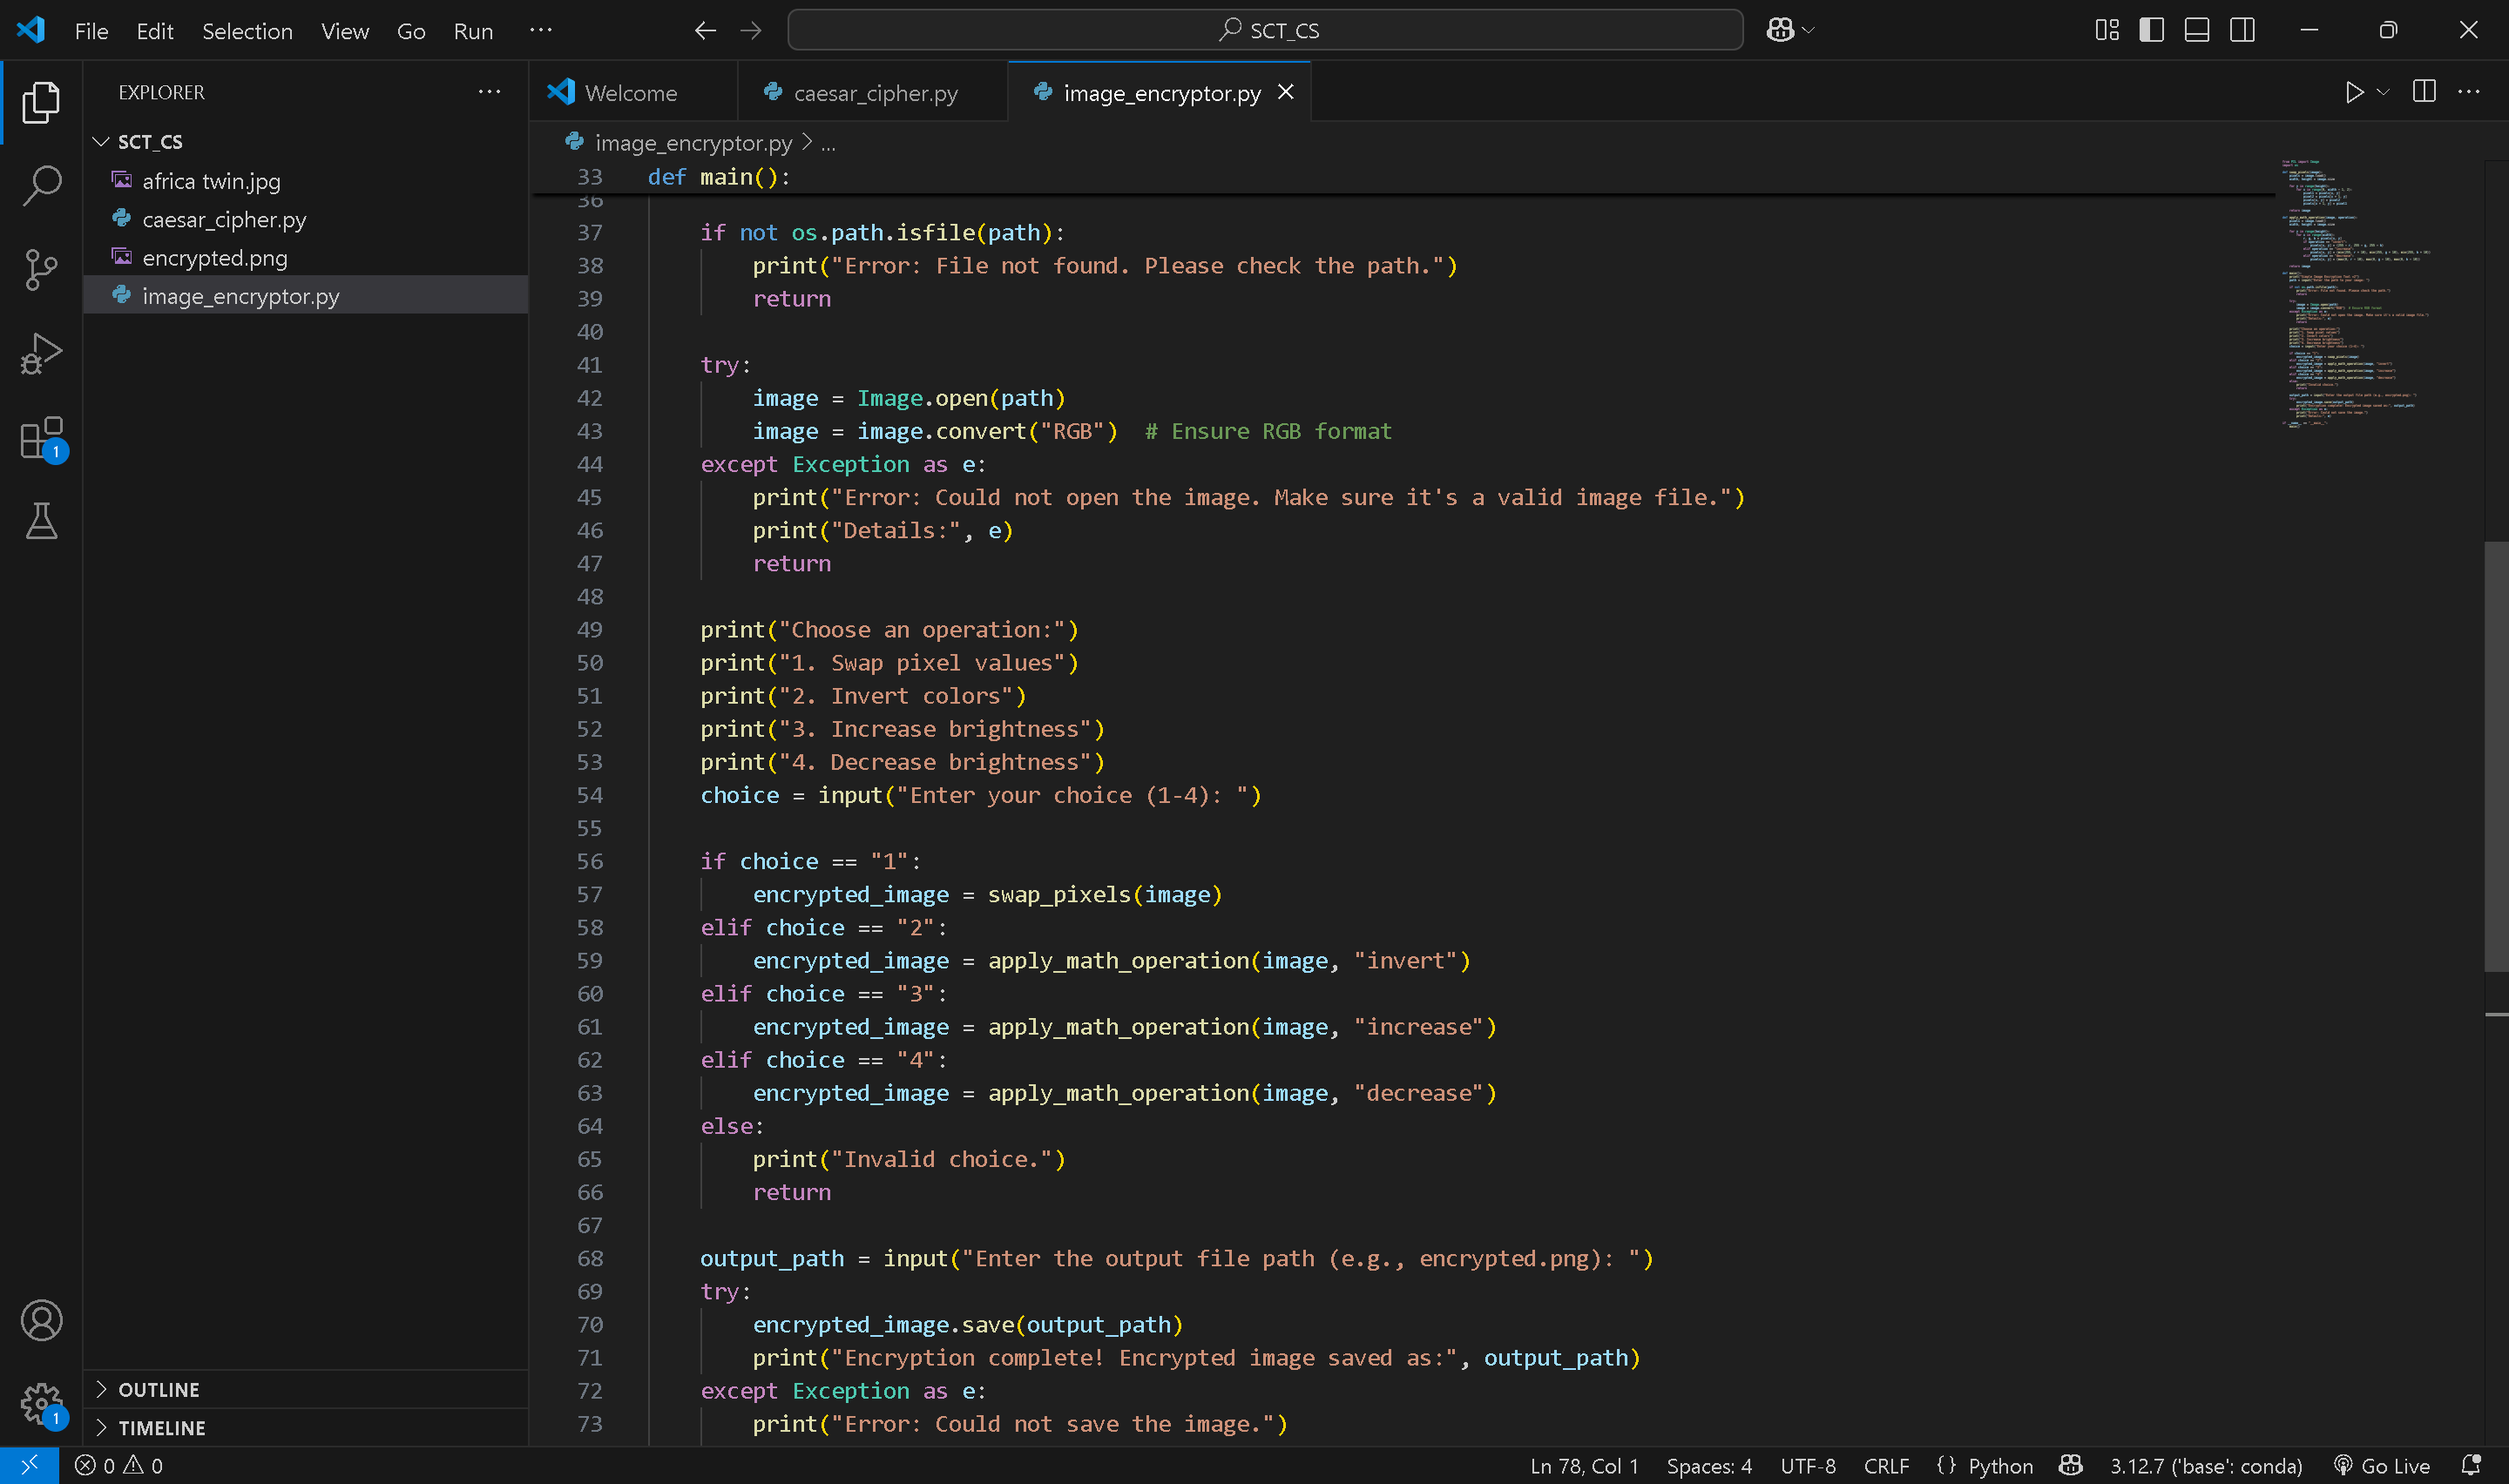 File Edit Selection View Go Run ···
SCT_CS
EXPLORER ···
SCT_CS
africa twin.jpg
caesar_cipher.py
encrypted.png
image_encryptor.py
1
OUTLINE
1
TIMELINE
Welcome caesar_cipher.py image_encryptor.py
image_encryptor.py > ...
33 def main():
36
37 if not os.path.isfile(path):
38 print("Error: File not found. Please check the path.")
39 return
40
41 try:
42 image = Image.open(path)
43 image = image.convert("RGB")  # Ensure RGB format
44 except Exception as e:
45 print("Error: Could not open the image. Make sure it's a valid image file.")
46 print("Details:", e)
47 return
48
49 print("Choose an operation:")
50 print("1. Swap pixel values")
51 print("2. Invert colors")
52 print("3. Increase brightness")
53 print("4. Decrease brightness")
54 choice = input("Enter your choice (1-4): ")
55
56 if choice == "1":
57 encrypted_image = swap_pixels(image)
58 elif choice == "2":
59 encrypted_image = apply_math_operation(image, "invert")
60 elif choice == "3":
61 encrypted_image = apply_math_operation(image, "increase")
62 elif choice == "4":
63 encrypted_image = apply_math_operation(image, "decrease")
64 else:
65 print("Invalid choice.")
66 return
67
68 output_path = input("Enter the output file path (e.g., encrypted.png): ")
69 try:
70 encrypted_image.save(output_path)
71 print("Encryption complete! Encrypted image saved as:", output_path)
72 except Exception as e:
73 print("Error: Could not save the image.")
0 0 Ln 78, Col 1 Spaces: 4 UTF-8 CRLF {} Python 3.12.7 ('base': conda) Go Live